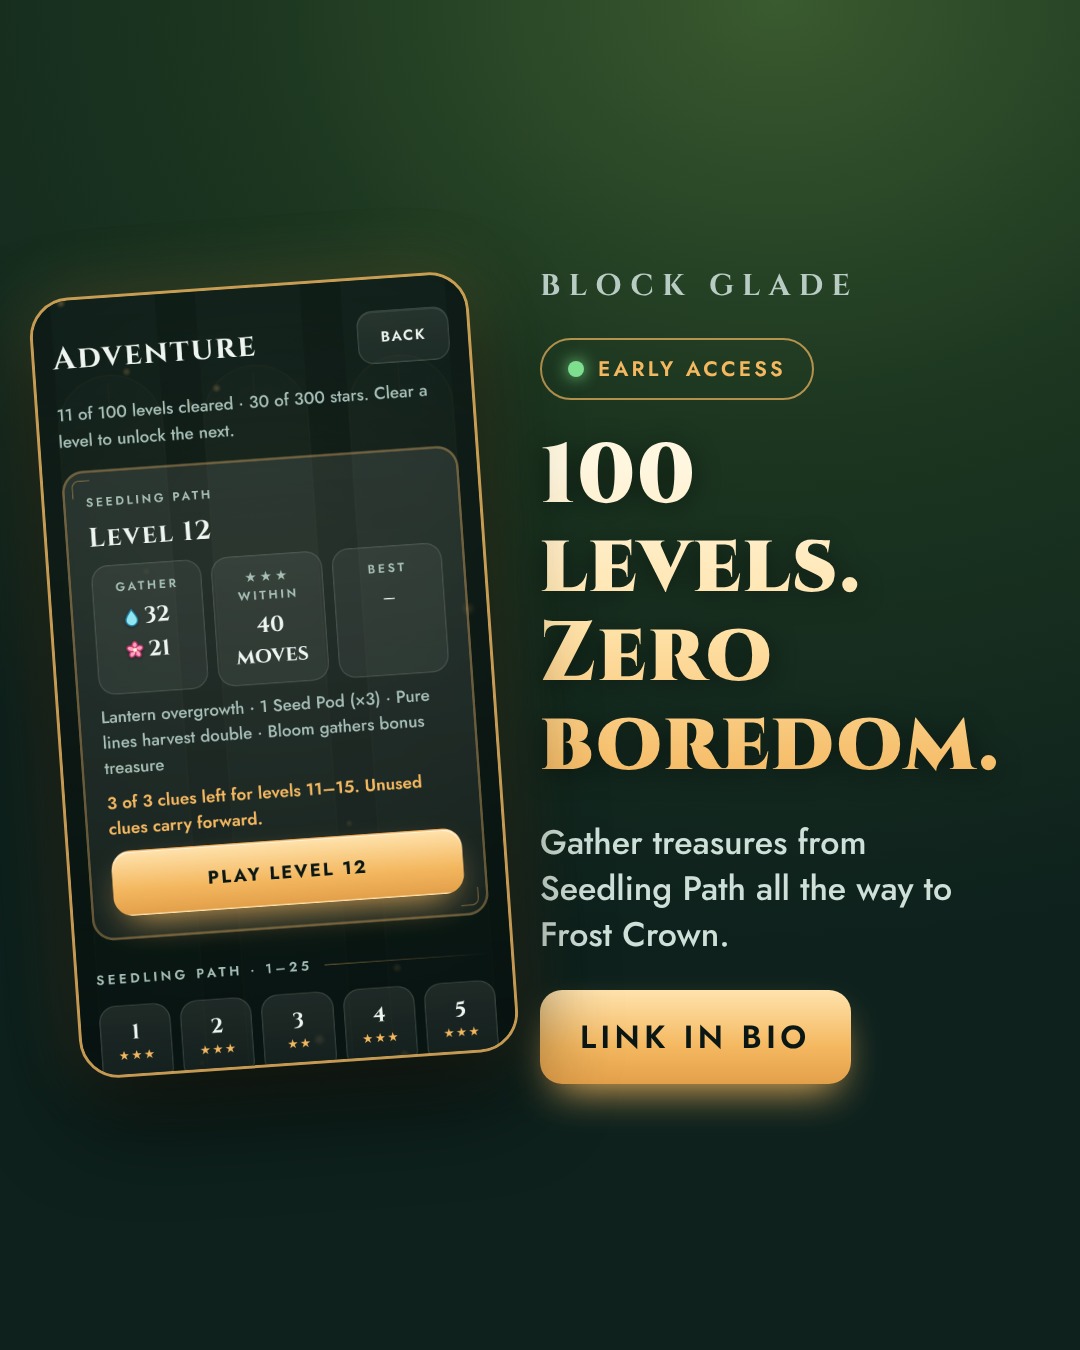 ADVENTURE
BACK
11 of 100 levels cleared · 30 of 300 stars. Clear a
level to unlock the next.
SEEDLING PATH
LEVEL 12
GATHER
💧 32
🌸 21
★ ★ ★
WITHIN
40
MOVES
BEST
–
Lantern overgrowth · 1 Seed Pod (×3) · Pure
lines harvest double · Bloom gathers bonus
treasure
3 of 3 clues left for levels 11–15. Unused
clues carry forward.
PLAY LEVEL 12
SEEDLING PATH · 1–25
1
★★★
2
★★★
3
★★
4
★★★
5
★★★
BLOCK GLADE
EARLY ACCESS
100
LEVELS.
ZERO
BOREDOM.
Gather treasures from
Seedling Path all the way to
Frost Crown.
LINK IN BIO